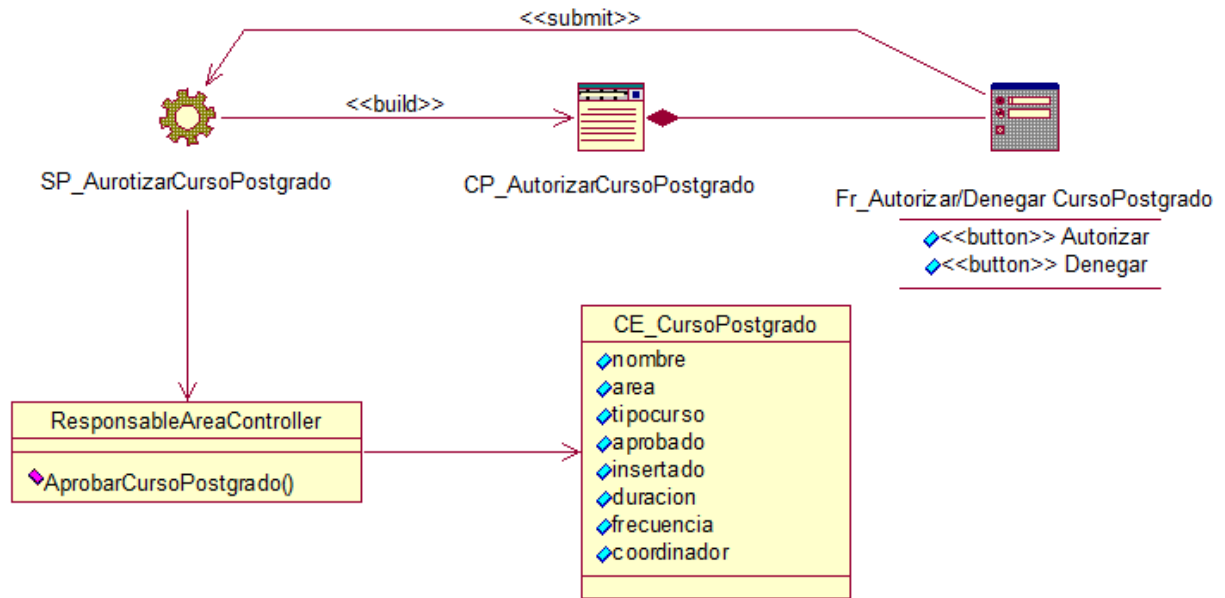 <<submit>>
<<build>>
SP_AurotizarCursoPostgrado
CP_AutorizarCursoPostgrado
Fr_Autorizar/Denegar CursoPostgrado
<<button>> Autorizar
<<button>> Denegar
CE_CursoPostgrado
nombre
area
tipocurso
aprobado
insertado
duracion
frecuencia
coordinador
ResponsableAreaController
AprobarCursoPostgrado()